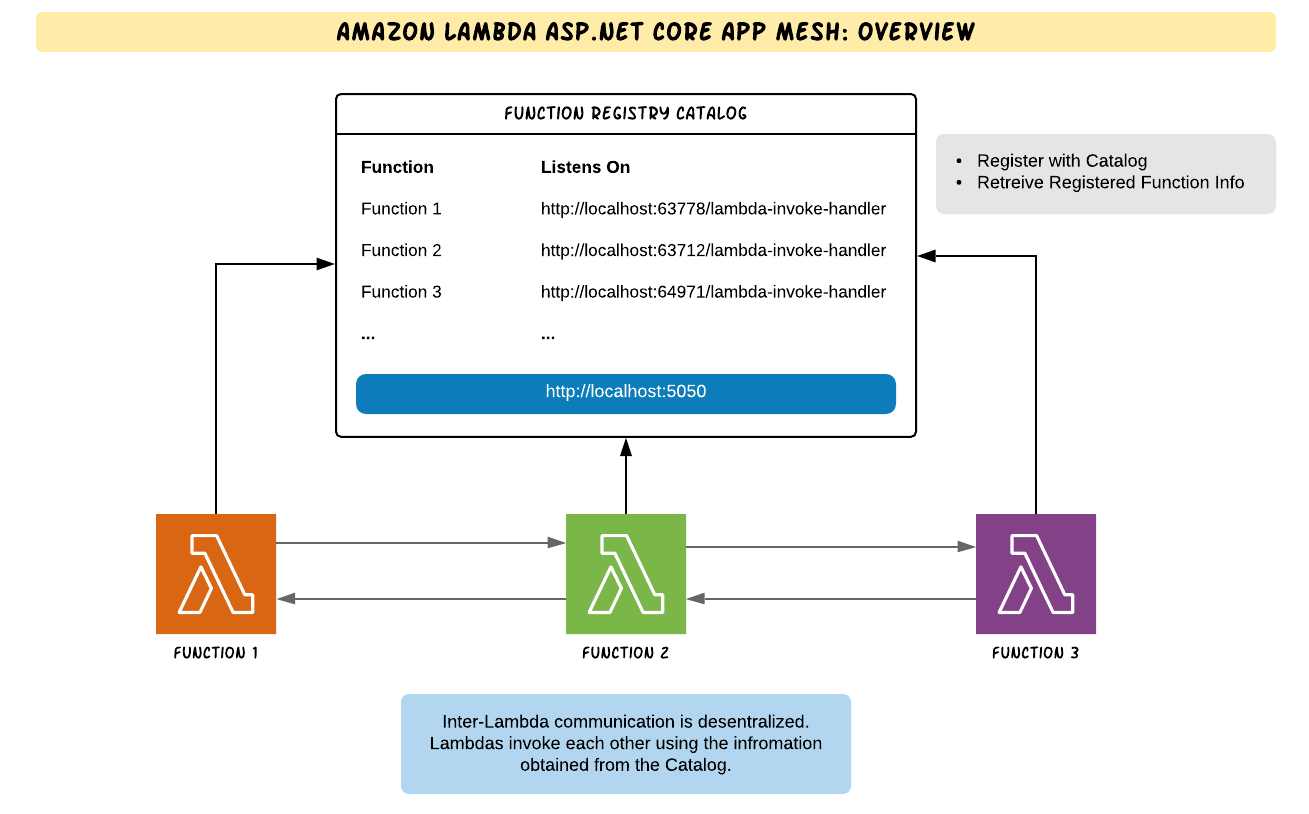 AMAZON LAMBDA ASP.NET CORE APP MESH: OVERVIEW
FUNCTION REGISTRY CATALOG
Function Listens On
Function 1 http://localhost:63778/lambda-invoke-handler
Function 2 http://localhost:63712/lambda-invoke-handler
Function 3 http://localhost:64971/lambda-invoke-handler
... ...
http://localhost:5050
• Register with Catalog
• Retreive Registered Function Info
FUNCTION 1
FUNCTION 2
FUNCTION 3
Inter-Lambda communication is desentralized.
Lambdas invoke each other using the infromation
obtained from the Catalog.